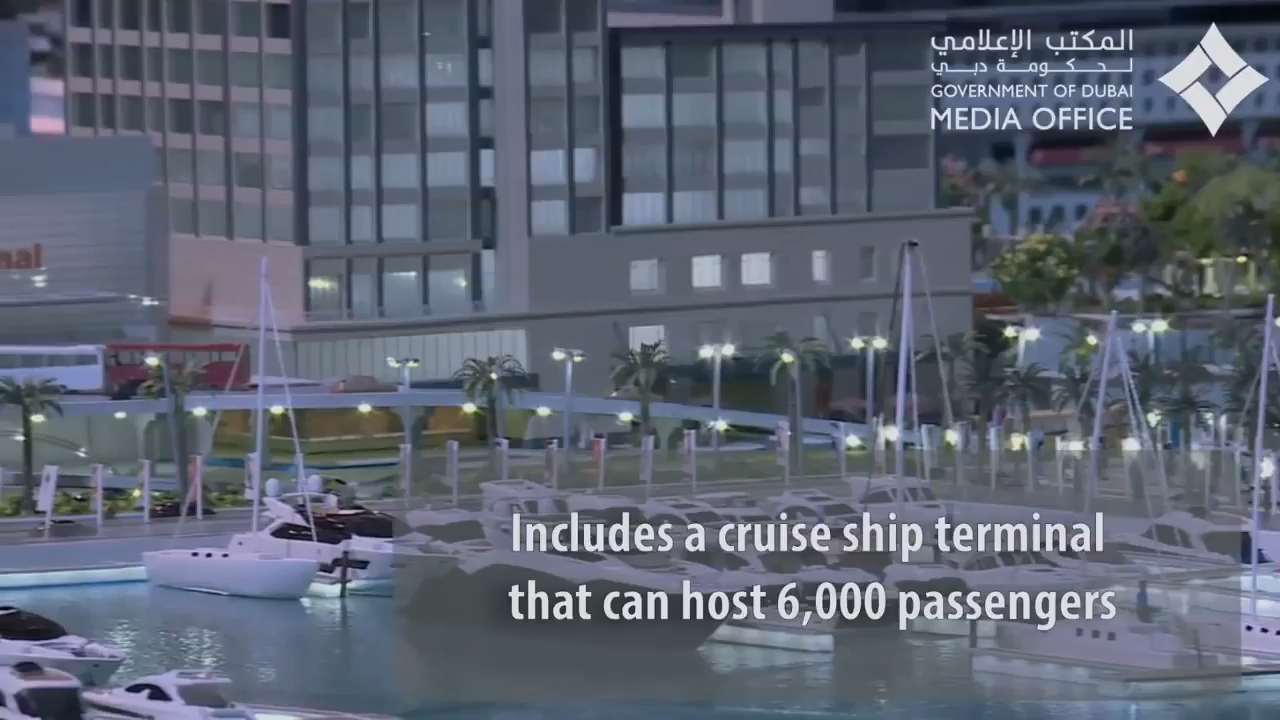 المكتب الإعلامي
لحكومة دبي
GOVERNMENT OF DUBAI
MEDIA OFFICE
nal
Includes a cruise ship terminal
that can host 6,000 passengers